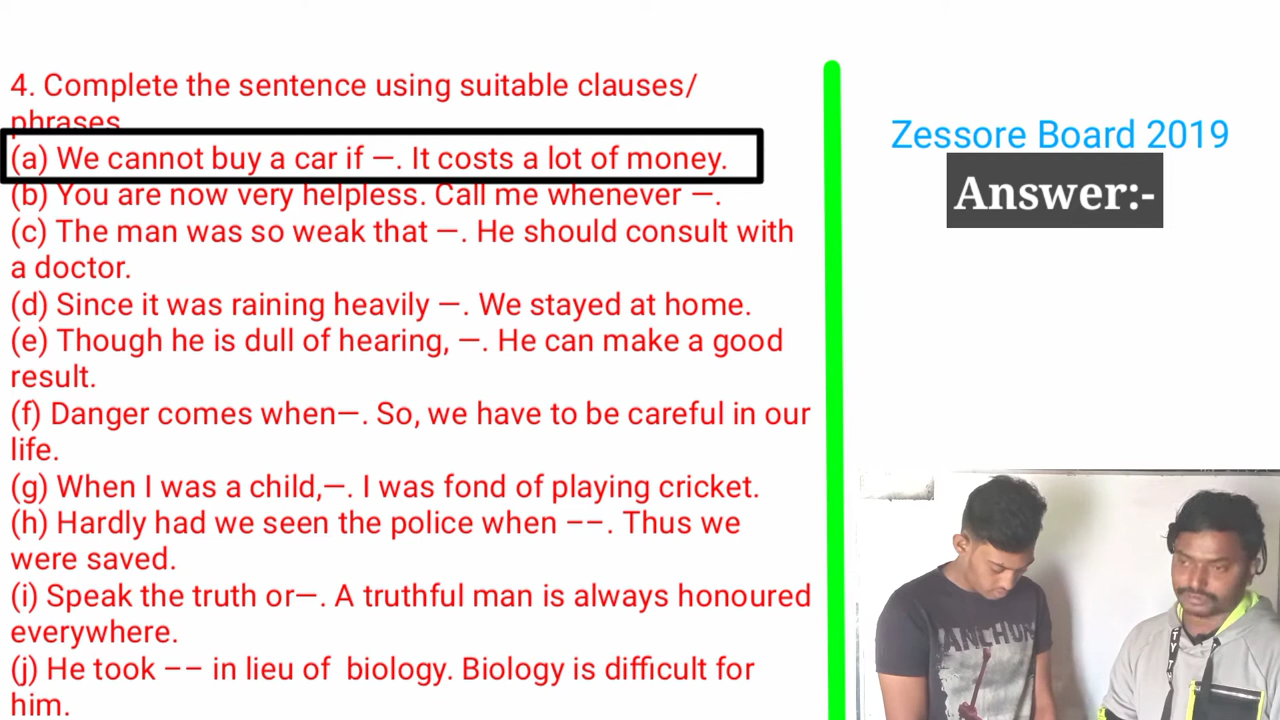 4. Complete the sentence using suitable clauses/
phrases
(a) We cannot buy a car if —. It costs a lot of money.
(b) You are now very helpless. Call me whenever —.
(c) The man was so weak that —. He should consult with
a doctor.
(d) Since it was raining heavily —. We stayed at home.
(e) Though he is dull of hearing, —. He can make a good
result.
(f) Danger comes when—. So, we have to be careful in our
life.
(g) When I was a child,—. I was fond of playing cricket.
(h) Hardly had we seen the police when ––. Thus we
were saved.
(i) Speak the truth or—. A truthful man is always honoured
everywhere.
(j) He took –– in lieu of  biology. Biology is difficult for
him.
Zessore Board 2019
Answer:-